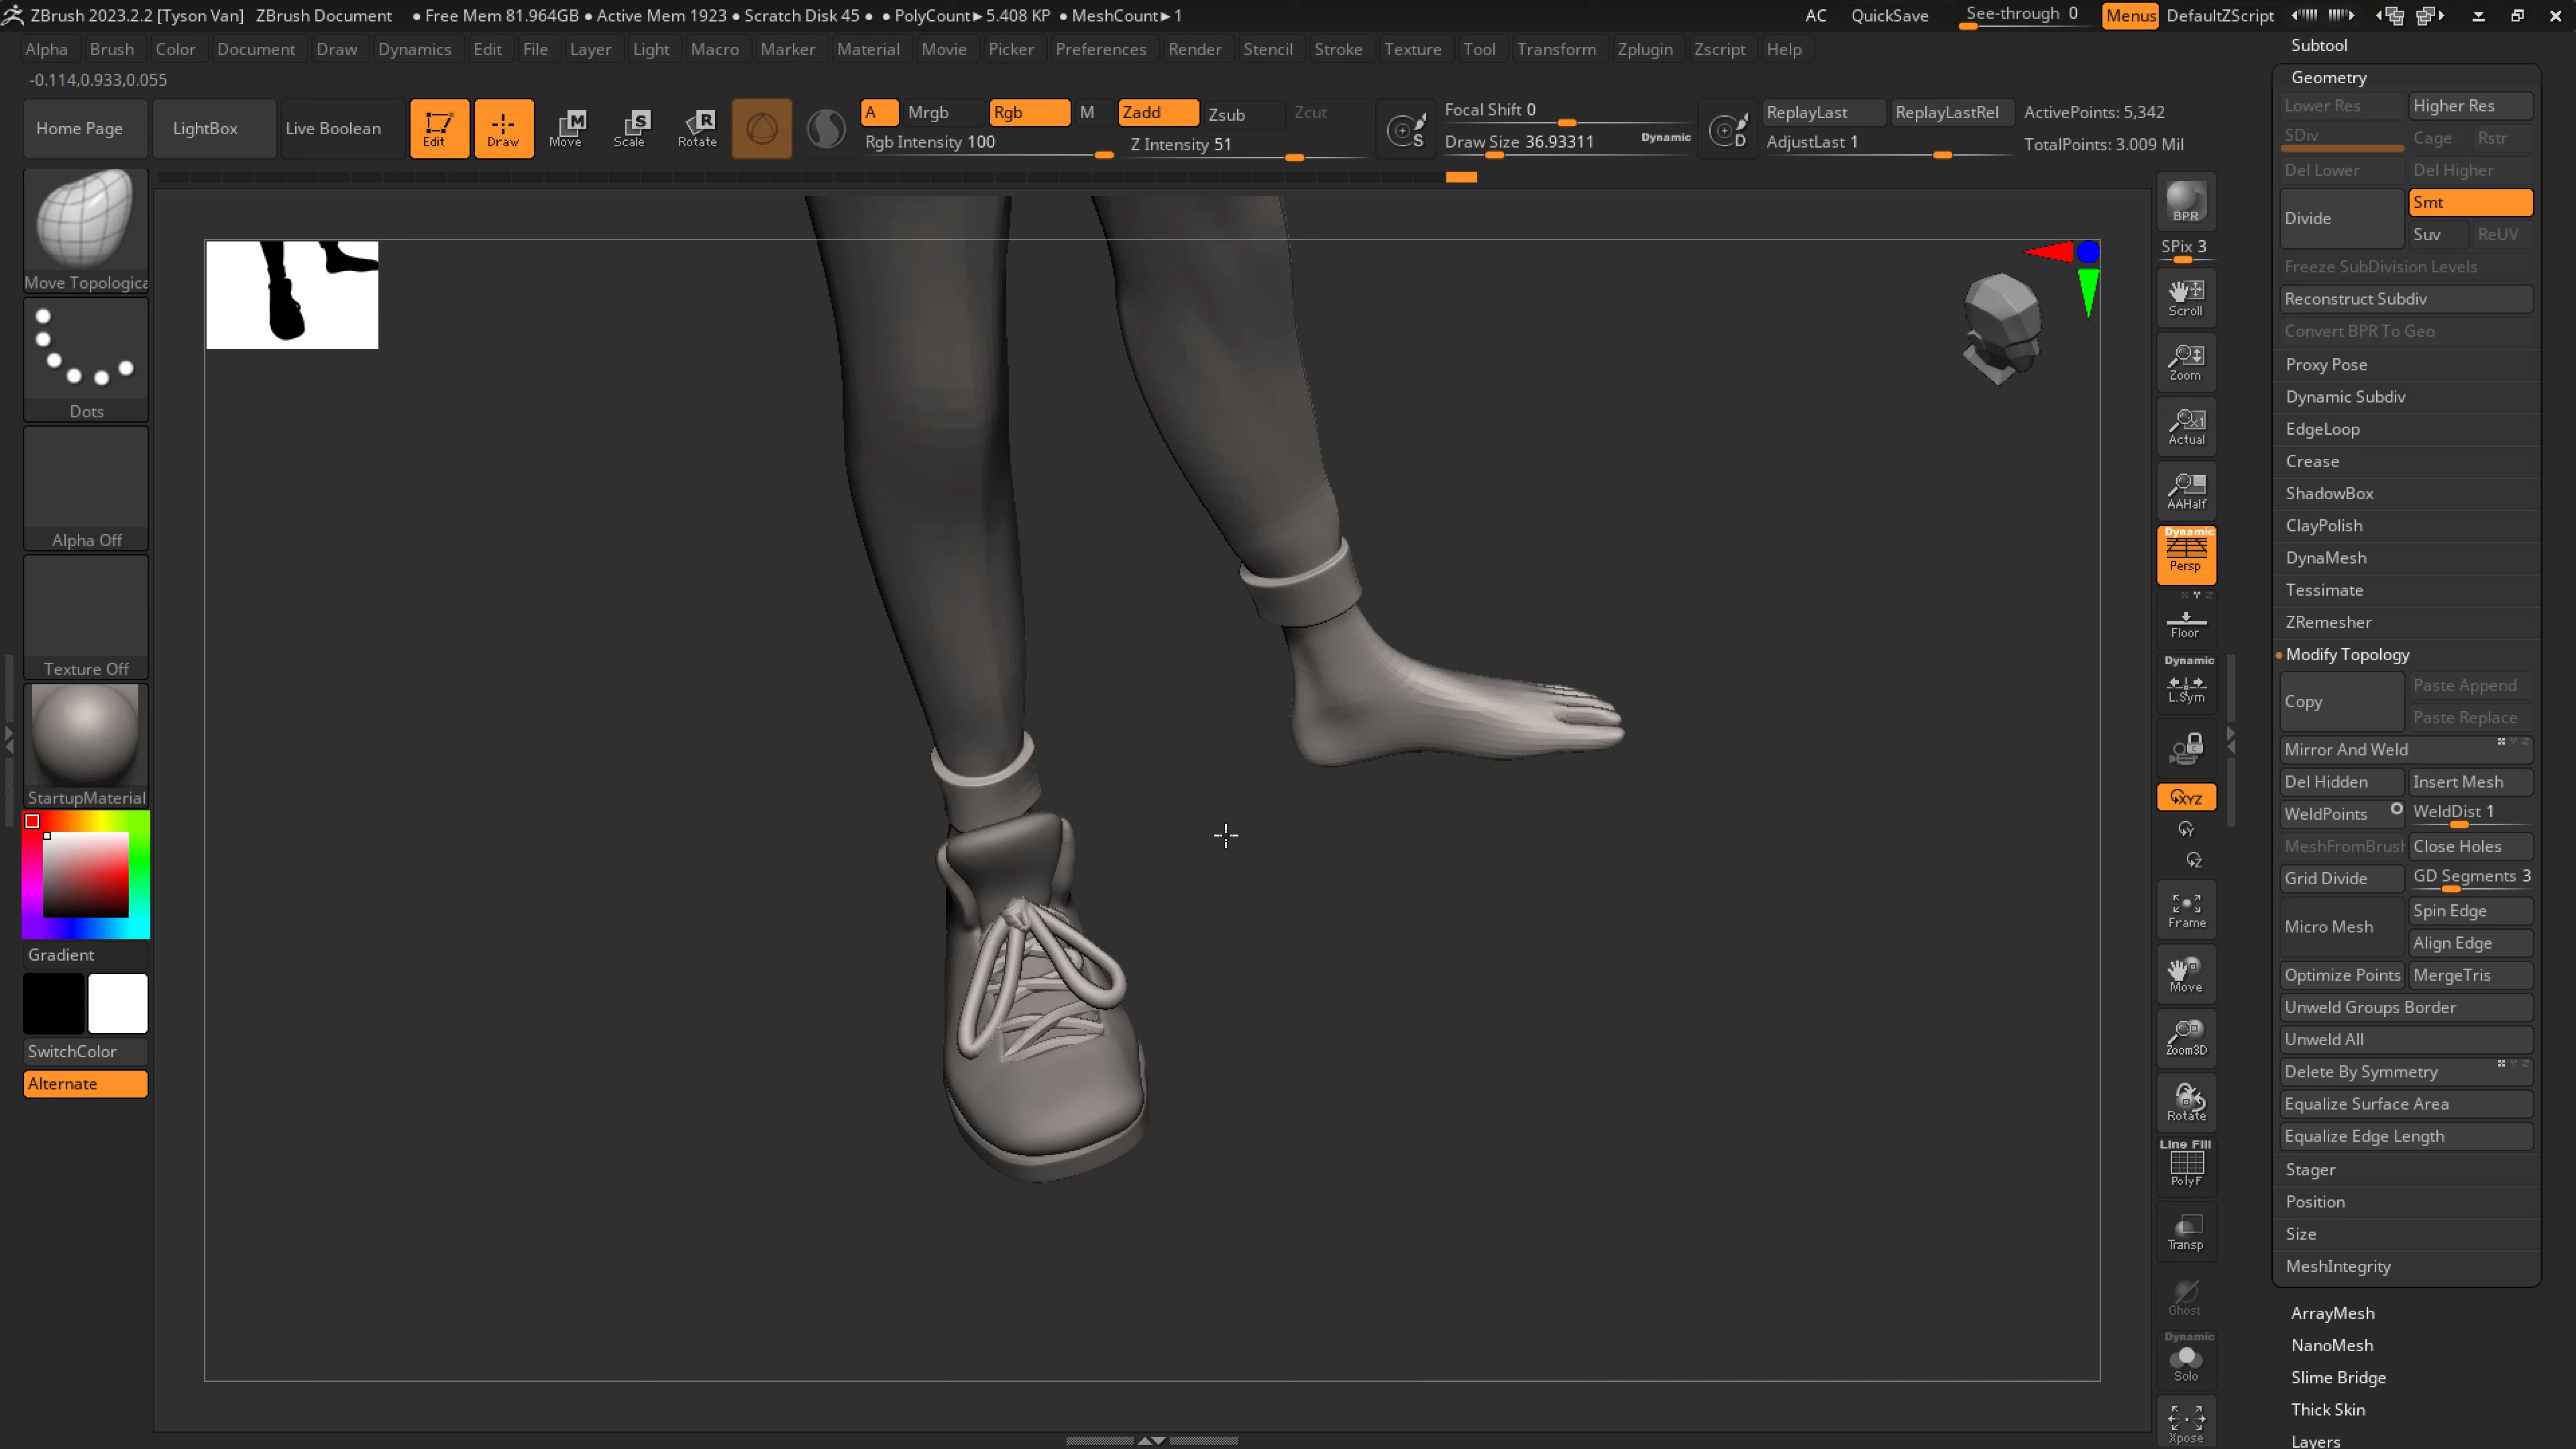 ZBrush 2023.2.2 [Tyson Van] ZBrush Document ● Free Mem 81.964GB ● Active Mem 1923 ● Scratch Disk 45 ● ● PolyCount► 5.408 KP ● MeshCount► 1 AC QuickSave See-through 0 Menus DefaultZScript
Alpha Brush Color Document Draw Dynamics Edit File Layer Light Macro Marker Material Movie Picker Preferences Render Stencil Stroke Texture Tool Transform Zplugin Zscript Help
-0.114,0.933,0.055
Home Page LightBox Live Boolean Edit Draw Move Scale Rotate
A Mrgb Rgb M Zadd Zsub Zcut
Rgb Intensity 100 Z Intensity 51
S Focal Shift 0
Draw Size 36.93311 Dynamic
D ReplayLast ReplayLastRel ActivePoints: 5,342
AdjustLast 1 TotalPoints: 3.009 Mil
Move Topologica
Dots
Alpha Off
Texture Off
StartupMaterial
Gradient
SwitchColor
Alternate
BPR
SPix 3
Scroll
Zoom
Actual
AAHalf
Dynamic
Persp
Floor
Dynamic
L.Sym
XYZ
Y
Z
Frame
Move
Zoom3D
Rotate
Line Fill
PolyF
Transp
Ghost
Dynamic
Solo
Xpose
Subtool
Geometry
Lower Res Higher Res
SDiv Cage Rstr
Del Lower Del Higher
Divide Smt
Suv ReUV
Freeze SubDivision Levels
Reconstruct Subdiv
Convert BPR To Geo
Proxy Pose
Dynamic Subdiv
EdgeLoop
Crease
ShadowBox
ClayPolish
DynaMesh
Tessimate
ZRemesher
Modify Topology
Copy Paste Append
Paste Replace
Mirror And Weld
Del Hidden Insert Mesh
WeldPoints WeldDist 1
MeshFromBrush Close Holes
Grid Divide GD Segments 3
Micro Mesh Spin Edge
Align Edge
Optimize Points MergeTris
Unweld Groups Border
Unweld All
Delete By Symmetry
Equalize Surface Area
Equalize Edge Length
Stager
Position
Size
MeshIntegrity
ArrayMesh
NanoMesh
Slime Bridge
Thick Skin
Layers